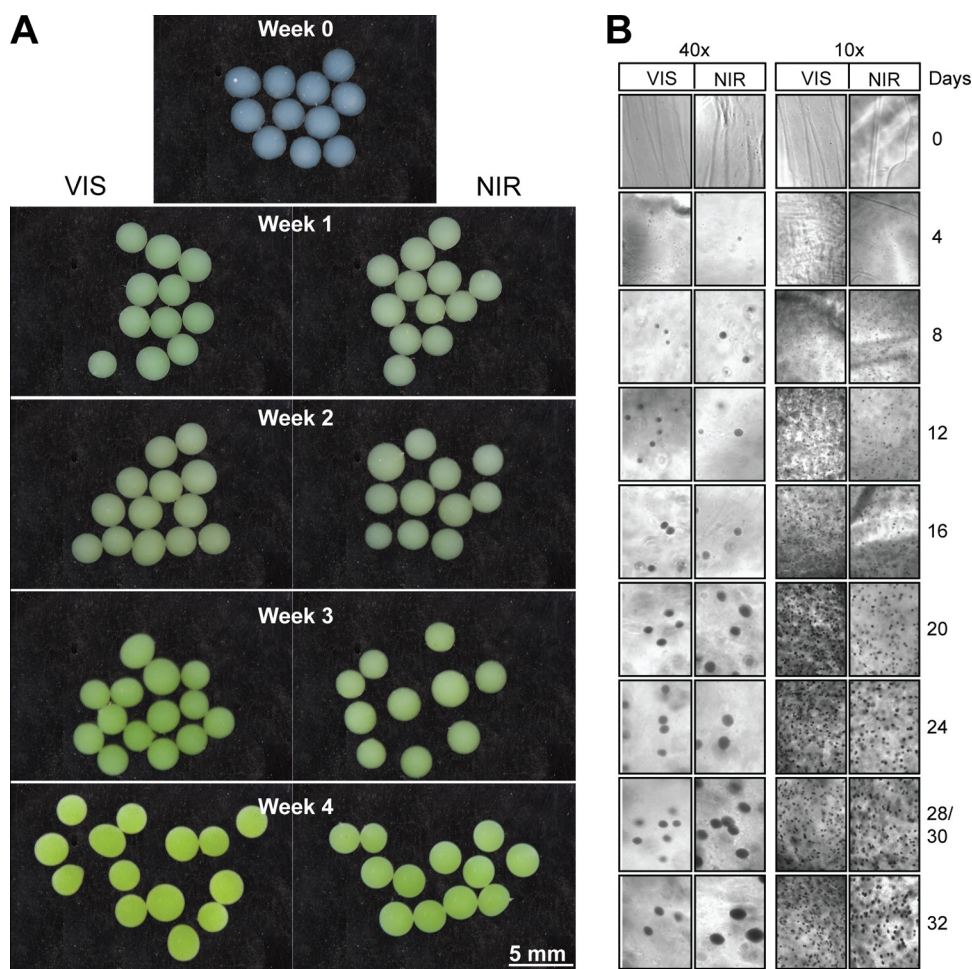 A
Week 0
VIS
NIR
Week 1
Week 2
Week 3
Week 4
5 mm
B
40x
10x
VIS
NIR
VIS
NIR
Days
0
4
8
12
16
20
24
28/
30
32